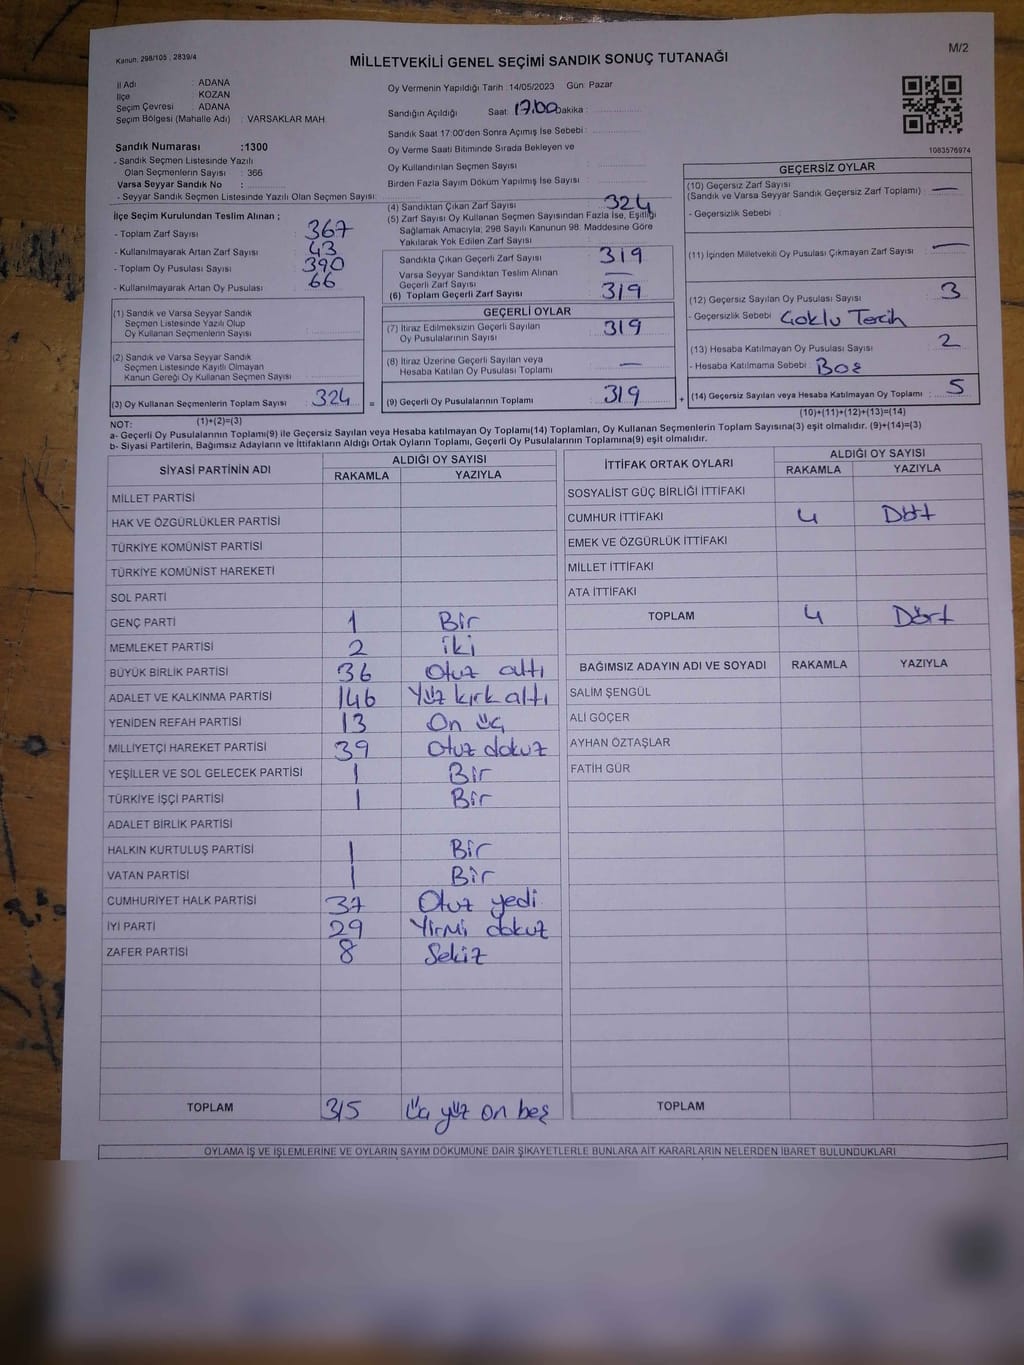 Kanun. 298/105 , 2839/4
M/2
MİLLETVEKİLİ GENEL SEÇİMİ SANDIK SONUÇ TUTANAĞI
İl Adı : ADANA
İlçe : KOZAN
Seçim Çevresi : ADANA
Seçim Bölgesi (Mahalle Adı) : VARSAKLAR MAH
Sandık Numarası :1300
- Sandık Seçmen Listesinde Yazılı
Olan Seçmenlerin Sayısı : 366
Varsa Seyyar Sandık No :
- Seyyar Sandık Seçmen Listesinde Yazılı Olan Seçmen Sayısı:
Oy Vermenin Yapıldığı Tarih :14/05/2023 Gün: Pazar
Sandığın Açıldığı Saat: 17.00 Dakika :
Sandık Saat 17:00'den Sonra Açımış İse Sebebi :
Oy Verme Saati Bitiminde Sırada Bekleyen ve
Oy Kullandırılan Seçmen Sayısı :
Birden Fazla Sayım Döküm Yapılmış İse Sayısı :
1083576974
İlçe Seçim Kurulundan Teslim Alınan ;
- Toplam Zarf Sayısı : 367
- Kullanılmayarak Artan Zarf Sayısı : 43
- Toplam Oy Pusulası Sayısı : 390
- Kullanılmayarak Artan Oy Pusulası : 66
(1) Sandık ve Varsa Seyyar Sandık
Seçmen Listesinde Yazılı Olup
Oy Kullanan Seçmenlerin Sayısı :
(2) Sandık ve Varsa Seyyar Sandık
Seçmen Listesinde Kayıtlı Olmayan
Kanun Gereği Oy Kullanan Seçmen Sayısı :
(3) Oy Kullanan Seçmenlerin Toplam Sayısı : 324 =
(1)+(2)=(3)
(4) Sandıktan Çıkan Zarf Sayısı : 324
(5) Zarf Sayısı Oy Kullanan Seçmen Sayısından Fazla İse, Eşitliği
Sağlamak Amacıyla; 298 Sayılı Kanunun 98. Maddesine Göre
Yakılarak Yok Edilen Zarf Sayısı :
Sandıkta Çıkan Geçerli Zarf Sayısı : 319
Varsa Seyyar Sandıktan Teslim Alınan
Geçerli Zarf Sayısı : —
(6) Toplam Geçerli Zarf Sayısı : 319
GEÇERLİ OYLAR
(7) İtiraz Edilmeksizin Geçerli Sayılan
Oy Pusulalarının Sayısı : 319
(8) İtiraz Üzerine Geçerli Sayılan veya
Hesaba Katılan Oy Pusulası Toplamı : —
(9) Geçerli Oy Pusulalarının Toplamı : 319 +
GEÇERSİZ OYLAR
(10) Geçersiz Zarf Sayısı
(Sandık ve Varsa Seyyar Sandık Geçersiz Zarf Toplamı) : —
- Geçersizlik Sebebi :
(11) İçinden Milletvekili Oy Pusulası Çıkmayan Zarf Sayısı : —
(12) Geçersiz Sayılan Oy Pusulası Sayısı : 3
- Geçersizlik Sebebi : Çoklu Tercih
(13) Hesaba Katılmayan Oy Pusulası Sayısı : 2
- Hesaba Katılmama Sebebi : Boş
(14) Geçersiz Sayılan veya Hesaba Katılmayan Oy Toplamı : 5
(10)+(11)+(12)+(13)=(14)
NOT:
a- Geçerli Oy Pusulalarının Toplamı(9) ile Geçersiz Sayılan veya Hesaba katılmayan Oy Toplamı(14) Toplamları, Oy Kullanan Seçmenlerin Toplam Sayısına(3) eşit olmalıdır. (9)+(14)=(3)
b- Siyasi Partilerin, Bağımsız Adayların ve İttifakların Aldığı Ortak Oyların Toplamı, Geçerli Oy Pusulalarının Toplamına(9) eşit olmalıdır.
SİYASİ PARTİNİN ADI ALDIĞI OY SAYISI
RAKAMLA YAZIYLA
MİLLET PARTİSİ
HAK VE ÖZGÜRLÜKLER PARTİSİ
TÜRKİYE KOMÜNİST PARTİSİ
TÜRKİYE KOMÜNİST HAREKETİ
SOL PARTİ
GENÇ PARTİ 1 Bir
MEMLEKET PARTİSİ 2 iki
BÜYÜK BİRLİK PARTİSİ 36 Otuz altı
ADALET VE KALKINMA PARTİSİ 146 Yüz kırk altı
YENİDEN REFAH PARTİSİ 13 On üç
MİLLİYETÇİ HAREKET PARTİSİ 39 Otuz dokuz
YEŞİLLER VE SOL GELECEK PARTİSİ 1 Bir
TÜRKİYE İŞÇİ PARTİSİ 1 Bir
ADALET BİRLİK PARTİSİ
HALKIN KURTULUŞ PARTİSİ 1 Bir
VATAN PARTİSİ 1 Bir
CUMHURİYET HALK PARTİSİ 37 Otuz yedi
İYİ PARTİ 29 Yirmi dokuz
ZAFER PARTİSİ 8 Sekiz
TOPLAM 315 Üç yüz on beş
İTTİFAK ORTAK OYLARI ALDIĞI OY SAYISI
RAKAMLA YAZIYLA
SOSYALİST GÜÇ BİRLİĞİ İTTİFAKI
CUMHUR İTTİFAKI 4 Dört
EMEK VE ÖZGÜRLÜK İTTİFAKI
MİLLET İTTİFAKI
ATA İTTİFAKI
TOPLAM 4 Dört
BAĞIMSIZ ADAYIN ADI VE SOYADI RAKAMLA YAZIYLA
SALİM ŞENGÜL
ALİ GÖÇER
AYHAN ÖZTAŞLAR
FATİH GÜR
TOPLAM
OYLAMA İŞ VE İŞLEMLERİNE VE OYLARIN SAYIM DÖKÜMÜNE DAİR ŞİKAYETLERLE BUNLARA AİT KARARLARIN NELERDEN İBARET BULUNDUKLARI